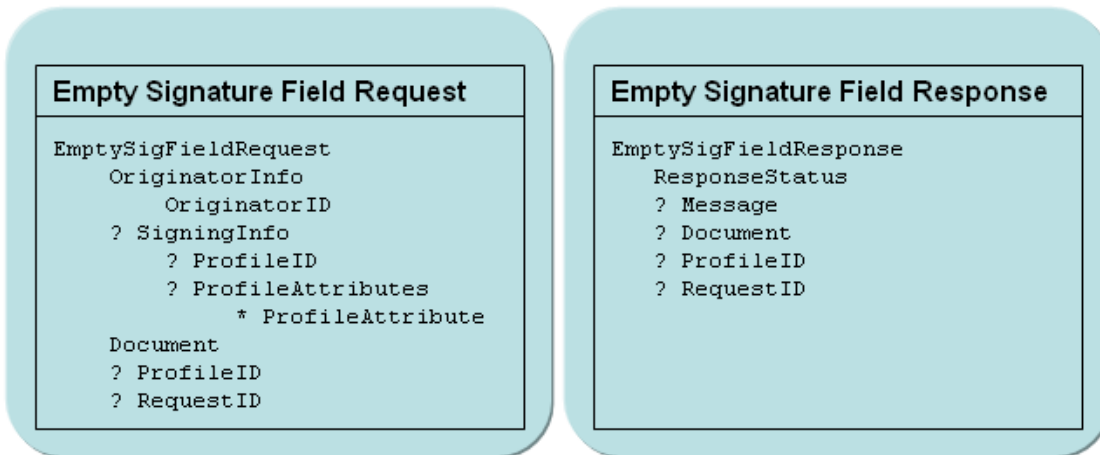 Empty Signature Field Request
EmptySigFieldRequest
OriginatorInfo
OriginatorID
? SigningInfo
? ProfileID
? ProfileAttributes
* ProfileAttribute
Document
? ProfileID
? RequestID
Empty Signature Field Response
EmptySigFieldResponse
ResponseStatus
? Message
? Document
? ProfileID
? RequestID